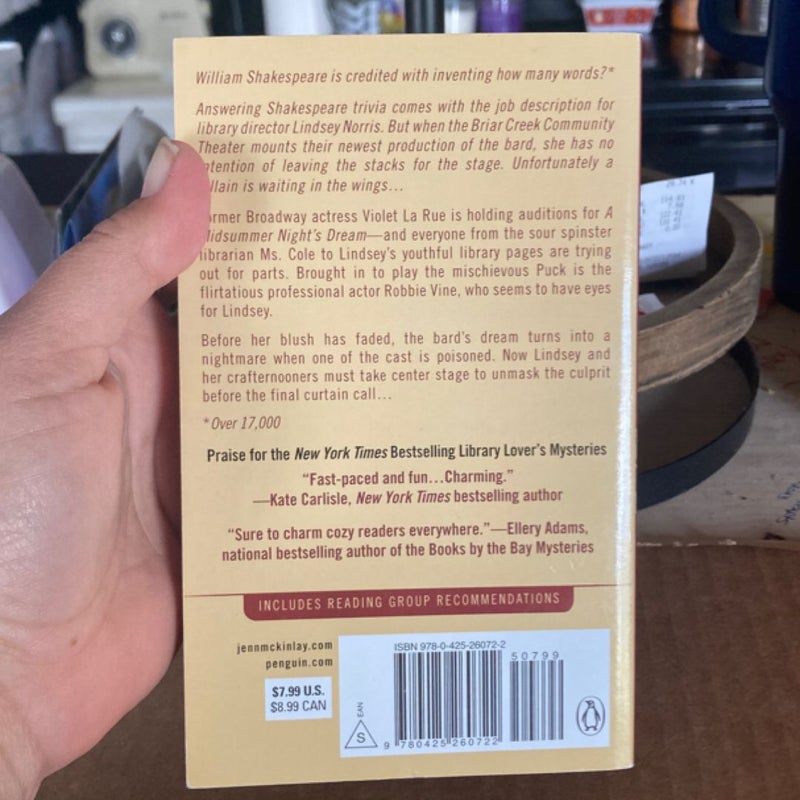 William Shakespeare is credited with inventing how many words?*
Answering Shakespeare trivia comes with the job description for
library director Lindsey Norris. But when the Briar Creek Community
Theater mounts their newest production of the bard, she has no
of leaving the stacks for the stage. Unfortunately a
is waiting in the wings…
Broadway actress Violet La Rue is holding auditions for A
Night's Dream—and everyone from the sour spinster
librarian Ms. Cole to Lindsey's youthful library pages are trying
out for parts. Brought in to play the mischievous Puck is the
flirtatious professional actor Robbie Vine, who seems to have eyes
for Lindsey.
Before her blush has faded, the bard's dream turns into a
nightmare when one of the cast is poisoned. Now Lindsey and
her crafternooners must take center stage to unmask the culprit
before the final curtain call…
*Over 17,000
Praise for the New York Times Bestselling Library Lover's Mysteries
"Fast-paced and fun…Charming."
—Kate Carlisle, New York Times bestselling author
"Sure to charm cozy readers everywhere."—Ellery Adams,
national bestselling author of the Books by the Bay Mysteries
INCLUDES READING GROUP RECOMMENDATIONS
jennmckinlay.com
penguin.com
$7.99 U.S.
$8.99 CAN
ISBN 978-0-425-26072-2
50799
EAN
S
9 780425 260722